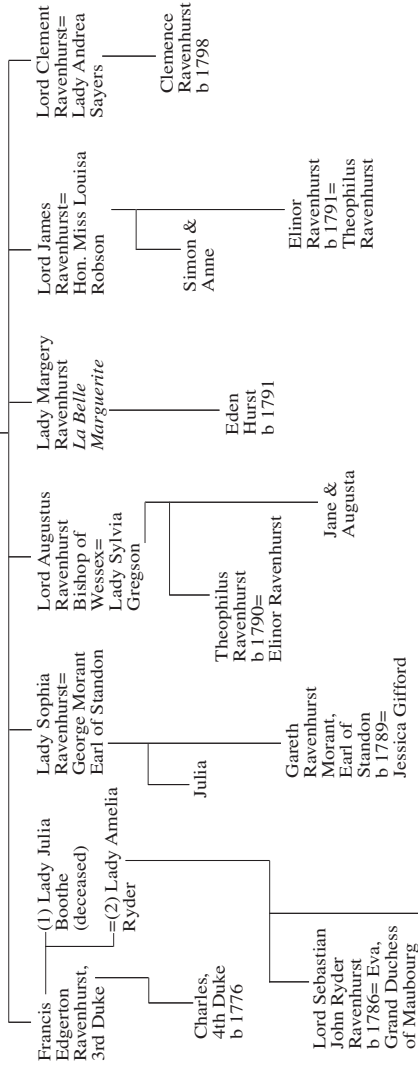 Francis
Edgerton
Ravenhurst,
3rd Duke
(1) Lady Julia
Boothe
(deceased)
=(2) Lady Amelia
Ryder
Charles,
4th Duke
b 1776
Lord Sebastian
John Ryder
Ravenhurst
b 1786= Eva,
Grand Duchess
of Maubourg
Lady Sophia
Ravenhurst=
George Morant
Earl of Standon
Julia
Gareth
Ravenhurst
Morant,
Earl of
Standon
b 1789=
Jessica Gifford
Lord Augustus
Ravenhurst
Bishop of
Wessex=
Lady Sylvia
Gregson
Theophilus
Ravenhurst
b 1790=
Elinor Ravenhurst
Jane &
Augusta
Lady Margery
Ravenhurst
La Belle
Marguerite
Eden
Hurst
b 1791
Lord James
Ravenhurst=
Hon. Miss Louisa
Robson
Simon &
Anne
Elinor
Ravenhurst
b 1791=
Theophilus
Ravenhurst
Lord Clement
Ravenhurst=
Lady Andrea
Sayers
Clemence
Ravenhurst
b 1798